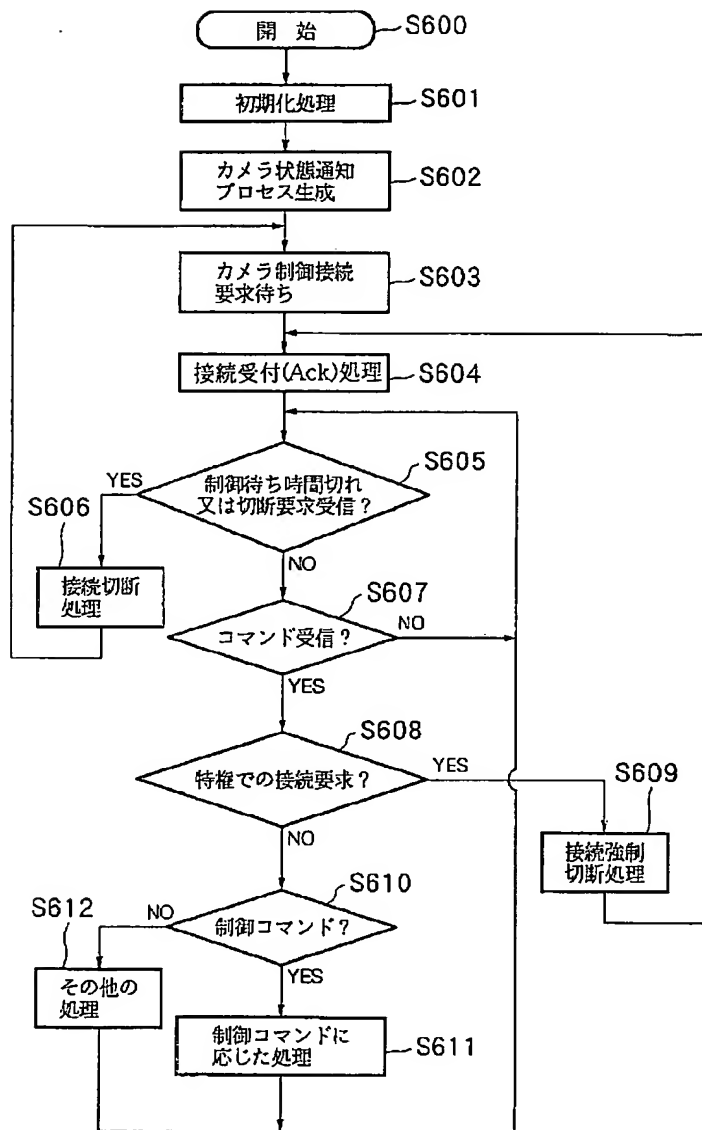 開 始
S600
初期化処理
S601
カメラ状態通知
プロセス生成
S602
カメラ制御接続
要求待ち
S603
接続受付(Ack)処理
S604
制御待ち時間切れ
又は切断要求受信?
S605
YES
S606
接続切断
処理
NO
コマンド受信?
S607
NO
YES
特権での接続要求?
S608
YES
S609
接続強制
切断処理
NO
制御コマンド?
S610
NO
S612
その他の
処理
YES
制御コマンドに
応じた処理
S611